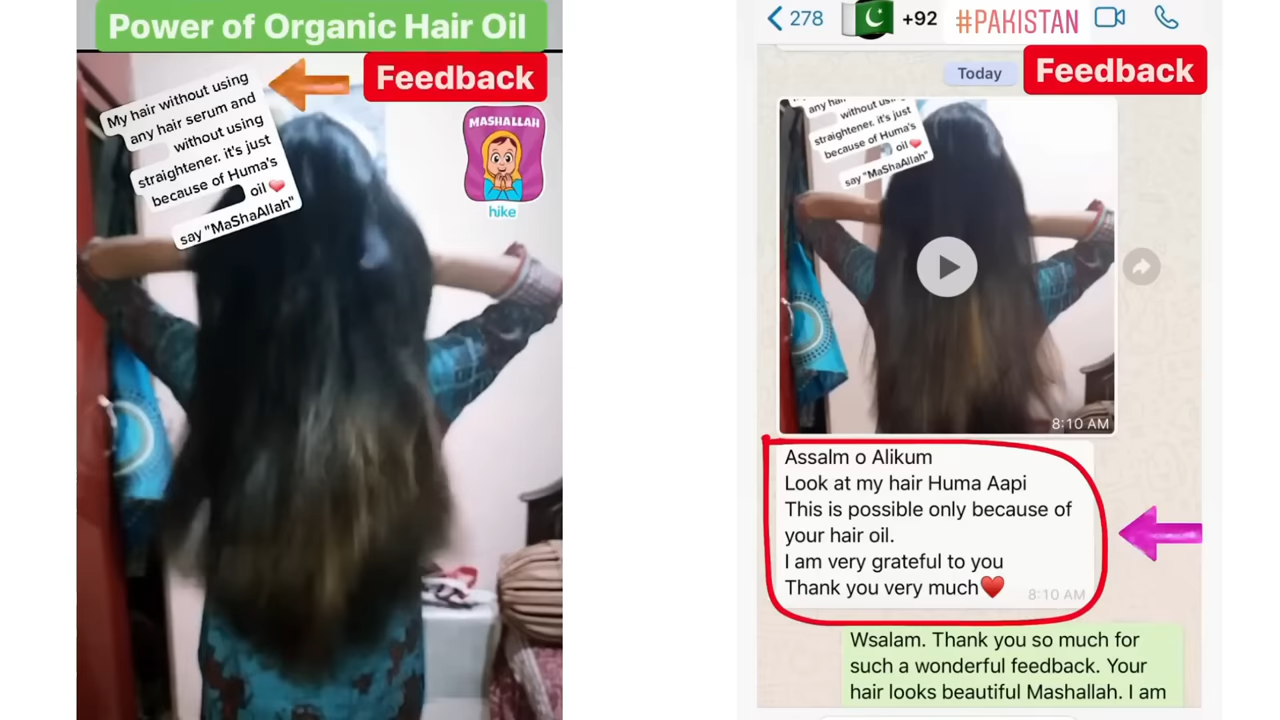 Power of Organic Hair Oil
Feedback
My hair without using
any hair serum and
without using
straightener. it's just
because of Huma's
oil
say "MaShaAllah"
MASHALLAH
hike
278
+92
#PAKISTAN
Today
Feedback
any hair
without using
straightener. it's just
because of Huma's
oil
say "MaShaAllah"
8:10 AM
Assalm o Alikum
Look at my hair Huma Aapi
This is possible only because of
your hair oil.
I am very grateful to you
Thank you very much❤️
8:10 AM
Wsalam. Thank you so much for
such a wonderful feedback. Your
hair looks beautiful Mashallah. I am